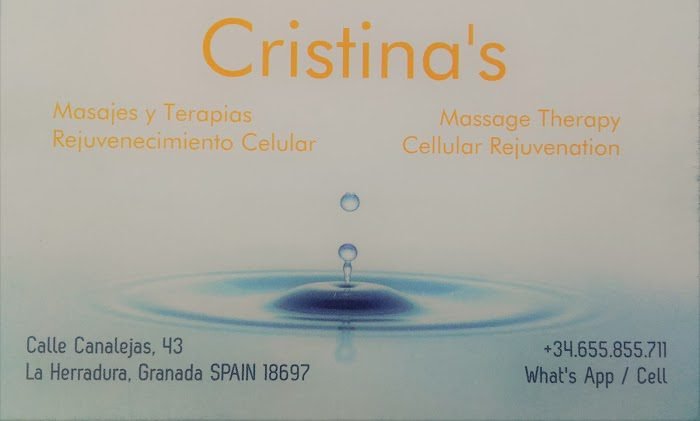 Cristina's
Masajes y Terapias
Rejuvenecimiento Celular
Massage Therapy
Cellular Rejuvenation
Calle Canalejas, 43
La Herradura, Granada SPAIN 18697
+34.655.855.711
What's App / Cell